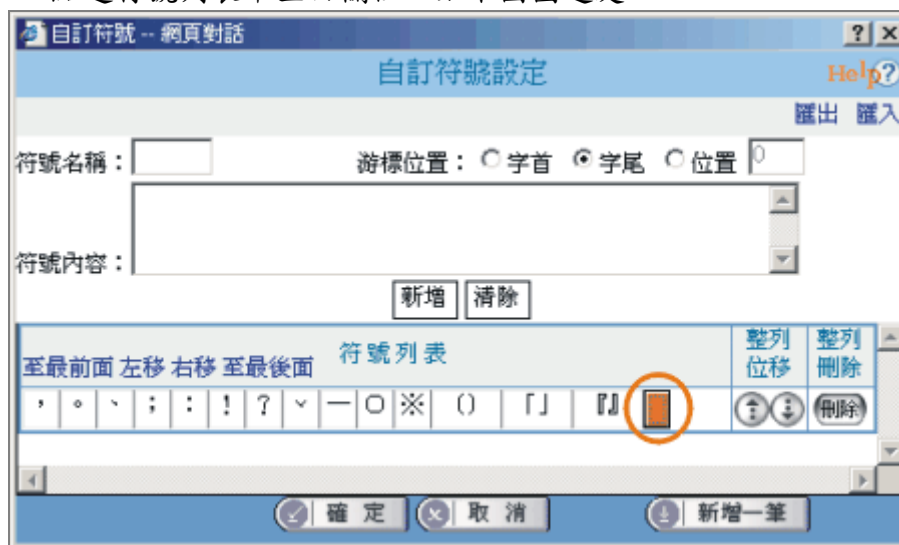 自訂符號 -- 網頁對話
自訂符號設定 Help?
匯出 匯入
符號名稱： 游標位置： 字首 字尾 位置 0
符號內容：
新增 清除
至最前面 左移 右移 至最後面 符號列表 整列位移 整列刪除
， 。 、 ； ： ！ ？ ˇ — ○ ※ () 「」 『』 刪除
確定 取消 新增一筆